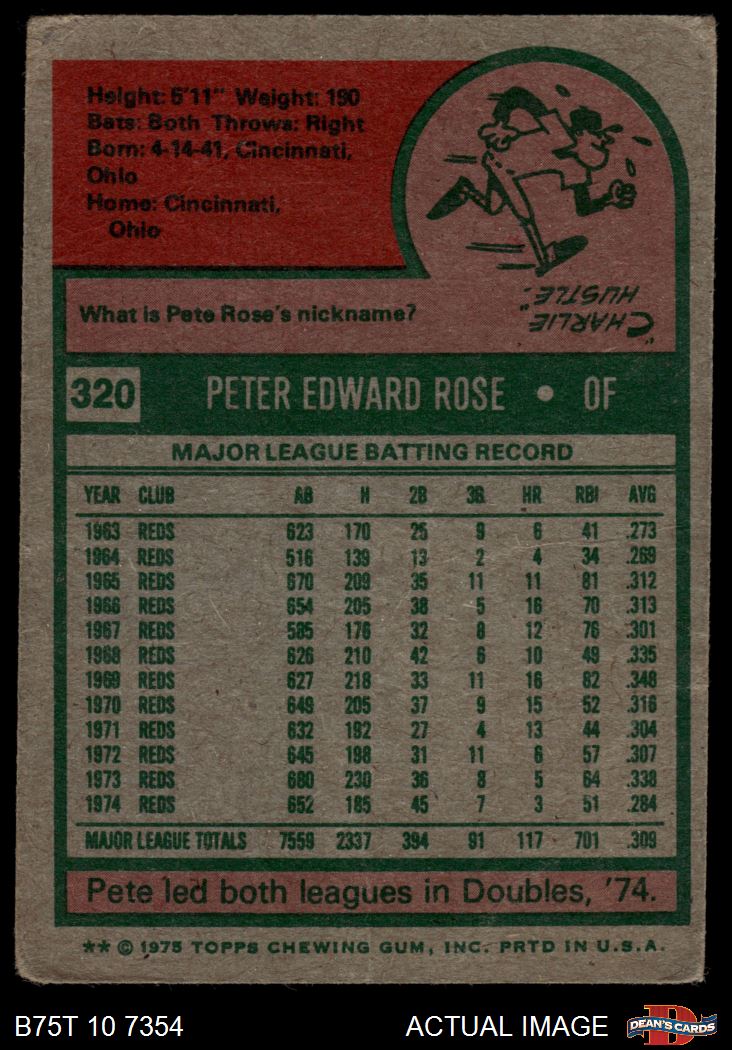 Height: 5'11" Weight: 190
Bats: Both Throws: Right
Born: 4-14-41, Cincinnati,
Ohio
Home: Cincinnati,
Ohio
What is Pete Rose's nickname?
"CHARLIE
HUSTLE".
320 PETER EDWARD ROSE • OF
MAJOR LEAGUE BATTING RECORD
YEAR CLUB AB H 2B 3B HR RBI AVG
1963 REDS 623 170 25 9 6 41 .273
1964 REDS 516 139 13 2 4 34 .269
1965 REDS 670 209 35 11 11 81 .312
1966 REDS 654 205 38 5 16 70 .313
1967 REDS 585 176 32 8 12 76 .301
1968 REDS 626 210 42 6 10 49 .335
1969 REDS 627 218 33 11 16 82 .348
1970 REDS 649 205 37 9 15 52 .316
1971 REDS 632 192 27 4 13 44 .304
1972 REDS 645 198 31 11 6 57 .307
1973 REDS 680 230 36 8 5 64 .338
1974 REDS 652 185 45 7 3 51 .284
MAJOR LEAGUE TOTALS 7559 2337 394 91 117 701 .309
Pete led both leagues in Doubles, '74.
** © 1975 TOPPS CHEWING GUM, INC. PRTD IN U.S.A.
B75T 10 7354 ACTUAL IMAGE DEAN'S CARDS